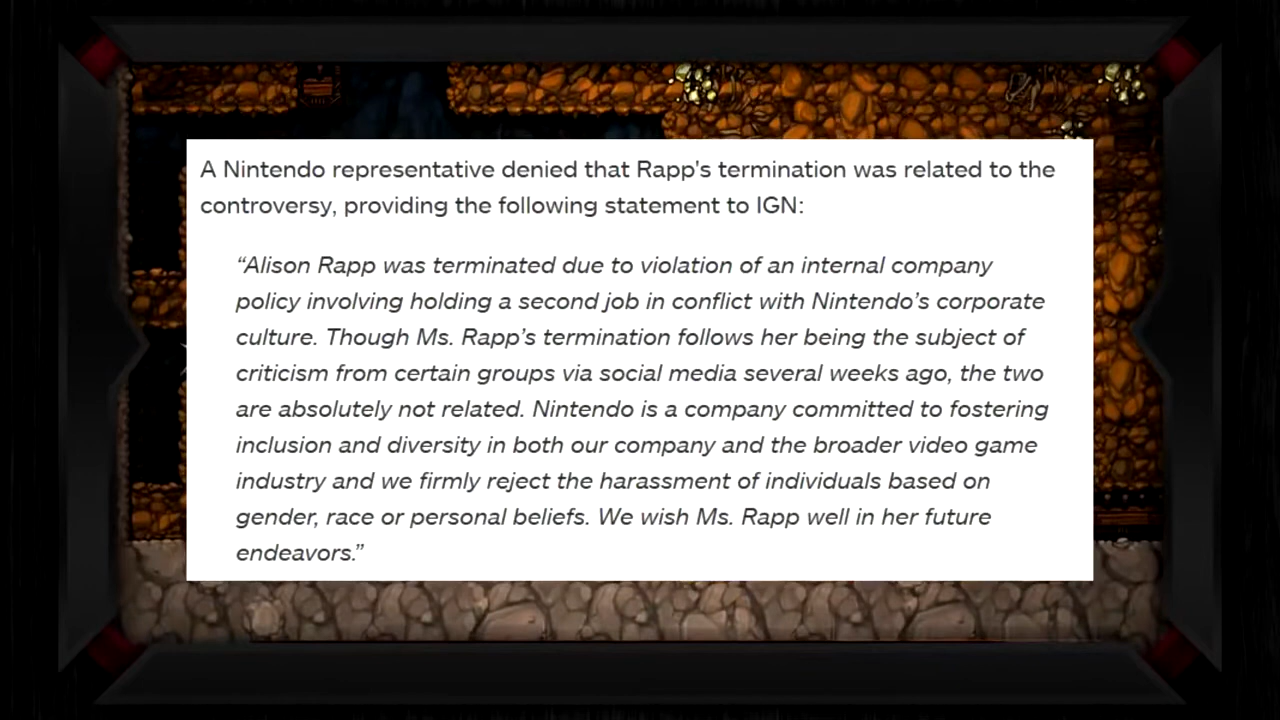 A Nintendo representative denied that Rapp's termination was related to the
controversy, providing the following statement to IGN:
“Alison Rapp was terminated due to violation of an internal company
policy involving holding a second job in conflict with Nintendo’s corporate
culture. Though Ms. Rapp’s termination follows her being the subject of
criticism from certain groups via social media several weeks ago, the two
are absolutely not related. Nintendo is a company committed to fostering
inclusion and diversity in both our company and the broader video game
industry and we firmly reject the harassment of individuals based on
gender, race or personal beliefs. We wish Ms. Rapp well in her future
endeavors.”